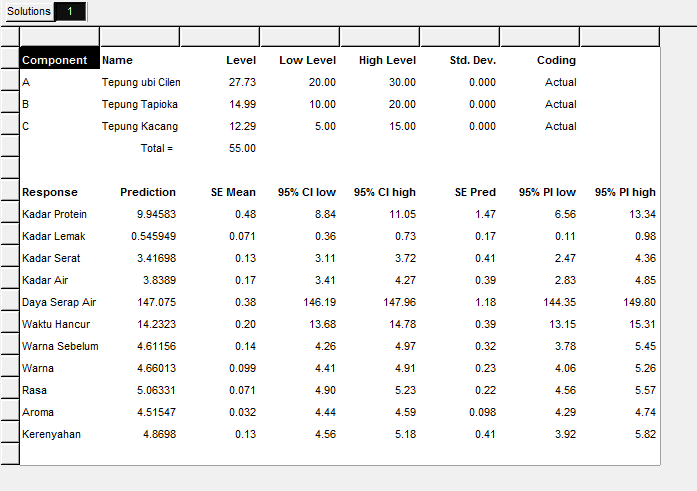 Solutions 1
Component Name Level Low Level High Level Std. Dev. Coding
A Tepung ubi Cilen 27.73 20.00 30.00 0.000 Actual
B Tepung Tapioka 14.99 10.00 20.00 0.000 Actual
C Tepung Kacang 12.29 5.00 15.00 0.000 Actual
Total = 55.00
Response Prediction SE Mean 95% CI low 95% CI high SE Pred 95% PI low 95% PI high
Kadar Protein 9.94583 0.48 8.84 11.05 1.47 6.56 13.34
Kadar Lemak 0.545949 0.071 0.36 0.73 0.17 0.11 0.98
Kadar Serat 3.41698 0.13 3.11 3.72 0.41 2.47 4.36
Kadar Air 3.8389 0.17 3.41 4.27 0.39 2.83 4.85
Daya Serap Air 147.075 0.38 146.19 147.96 1.18 144.35 149.80
Waktu Hancur 14.2323 0.20 13.68 14.78 0.39 13.15 15.31
Warna Sebelum 4.61156 0.14 4.26 4.97 0.32 3.78 5.45
Warna 4.66013 0.099 4.41 4.91 0.23 4.06 5.26
Rasa 5.06331 0.071 4.90 5.23 0.22 4.56 5.57
Aroma 4.51547 0.032 4.44 4.59 0.098 4.29 4.74
Kerenyahan 4.8698 0.13 4.56 5.18 0.41 3.92 5.82